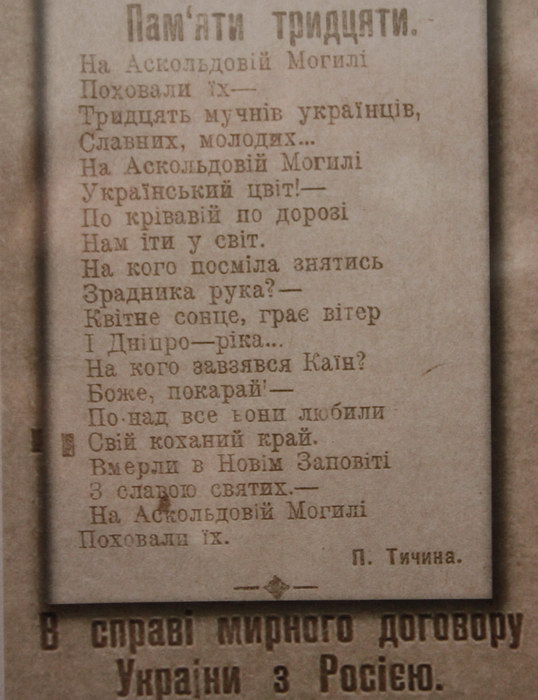 Пам'яти тридцяти.
На Аскольдовій Могилі
Поховали їх—
Тридцять мучнів українців,
Славних, молодих...
На Аскольдовій Могилі
Український цвіт!—
По крівавій по дорозі
Нам іти у світ.
На кого посміла знятись
Зрадника рука?—
Квітне сонце, грає вітер
І Дніпро—ріка...
На кого завзявся Каїн?
Боже, покарай!—
По-над все вони любили
Свій коханий край.
Вмерли в Новім Заповіті
З славою святих.—
На Аскольдовій Могилі
Поховали їх.
П. Тичина.
В справі мирного договору
України з Росією.